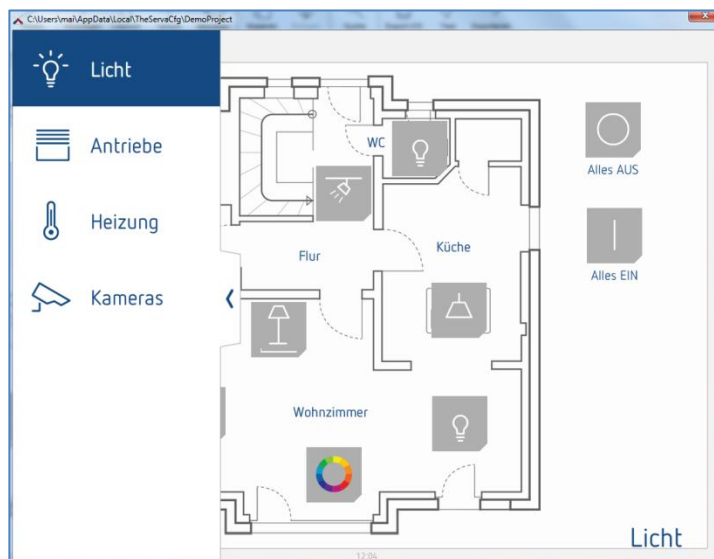 C:\Users\mai\AppData\Local\TheServaCfg\DemoProject
Licht
Antriebe
Heizung
Kameras
WC
Flur
Küche
Wohnzimmer
Alles AUS
Alles EIN
Licht
12:04